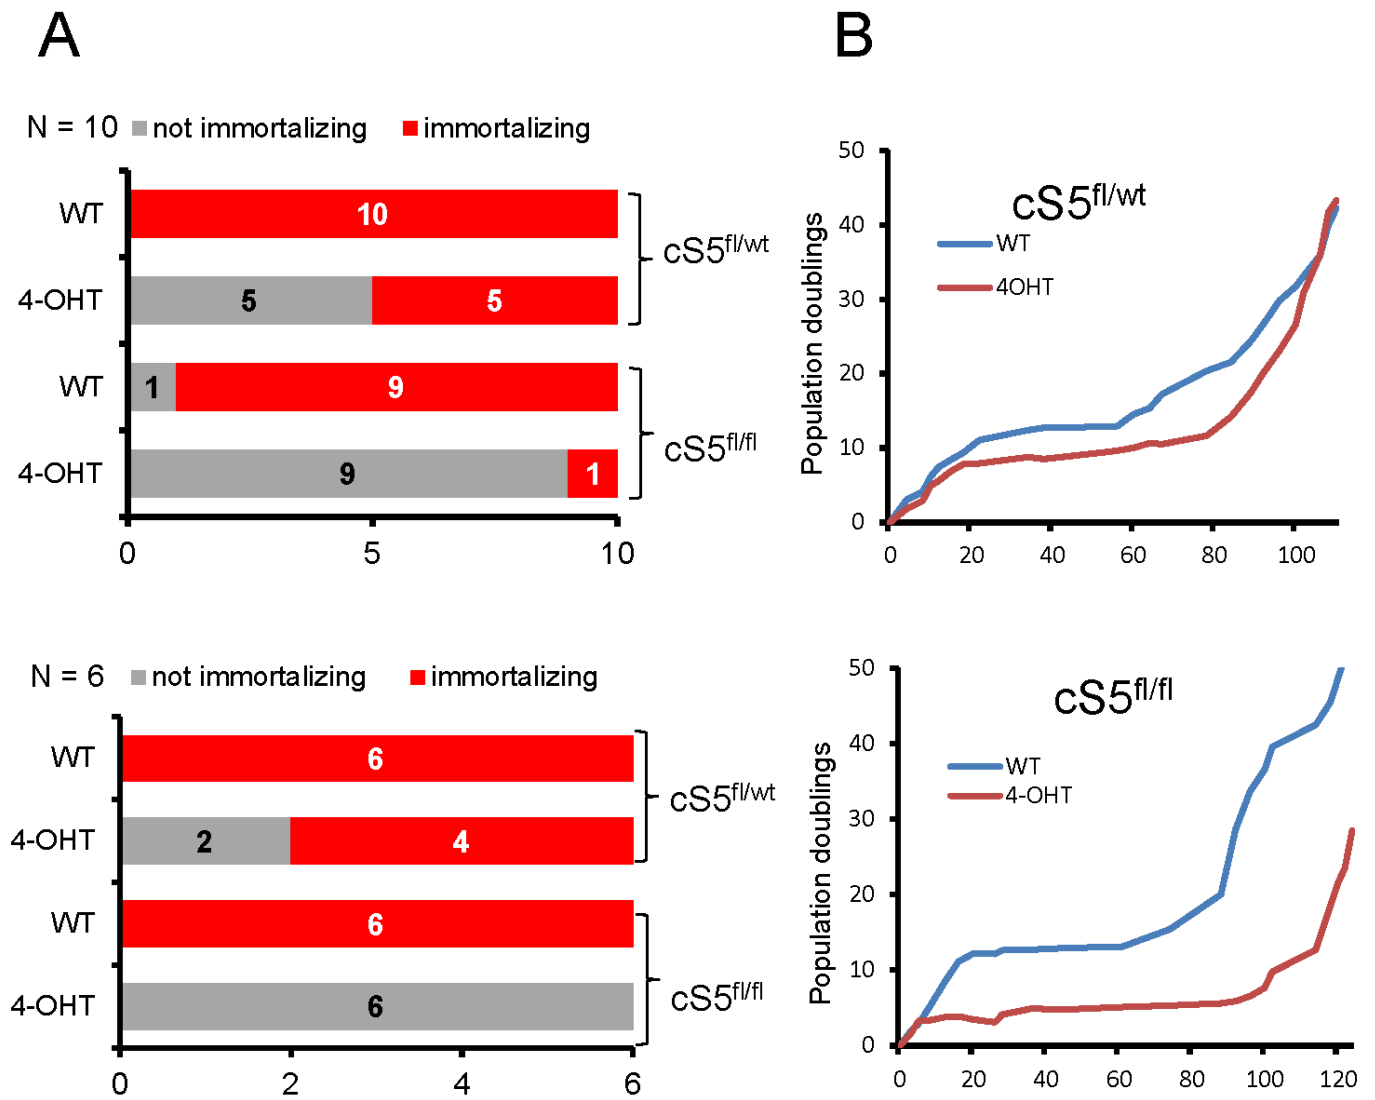 A
N = 10 not immortalizing immortalizing
WT 10
4-OHT 5 5
cS5fl/wt
WT 1 9
4-OHT 9 1
cS5fl/fl
0 5 10
N = 6 not immortalizing immortalizing
WT 6
4-OHT 2 4
cS5fl/wt
WT 6
4-OHT 6
cS5fl/fl
0 2 4 6
B
cS5fl/wt
WT
4OHT
Population doublings
50
40
30
20
10
0
0 20 40 60 80 100
cS5fl/fl
WT
4-OHT
Population doublings
50
40
30
20
10
0
0 20 40 60 80 100 120